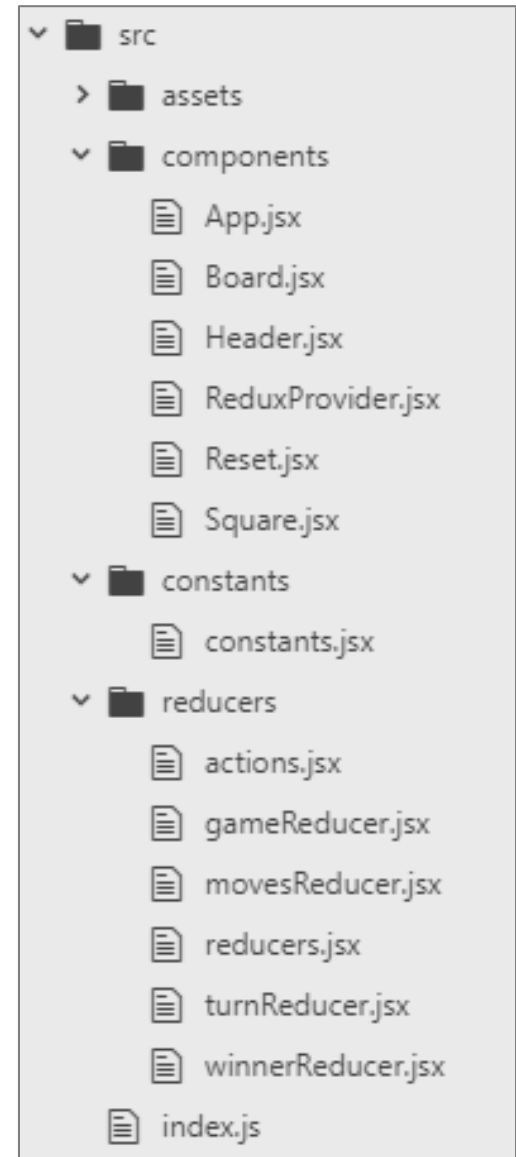 src
assets
components
App.jsx
Board.jsx
Header.jsx
ReduxProvider.jsx
Reset.jsx
Square.jsx
constants
constants.jsx
reducers
actions.jsx
gameReducer.jsx
movesReducer.jsx
reducers.jsx
turnReducer.jsx
winnerReducer.jsx
index.js